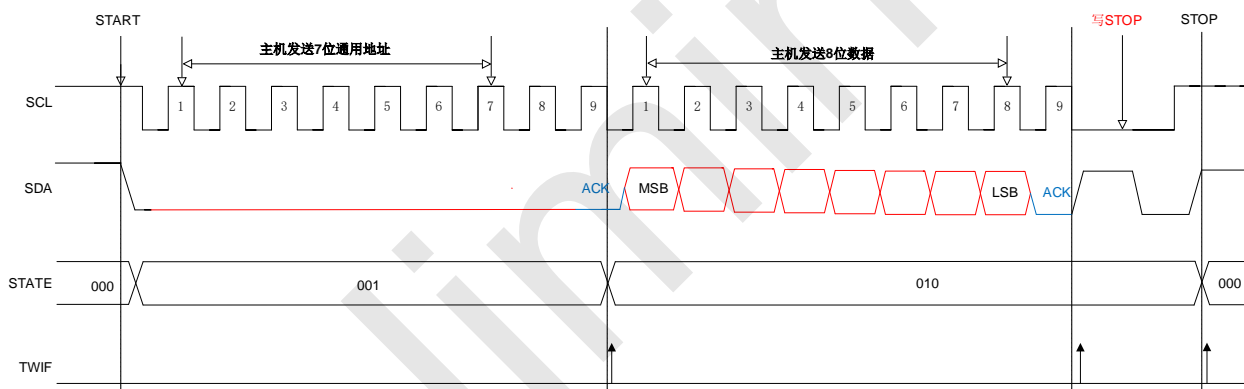 START
写STOP
STOP
主机发送7位通用地址
主机发送8位数据
SCL
1 2 3 4 5 6 7 8 9 1 2 3 4 5 6 7 8 9
SDA
ACK MSB LSB ACK
STATE
000 001 010 000
TWIF